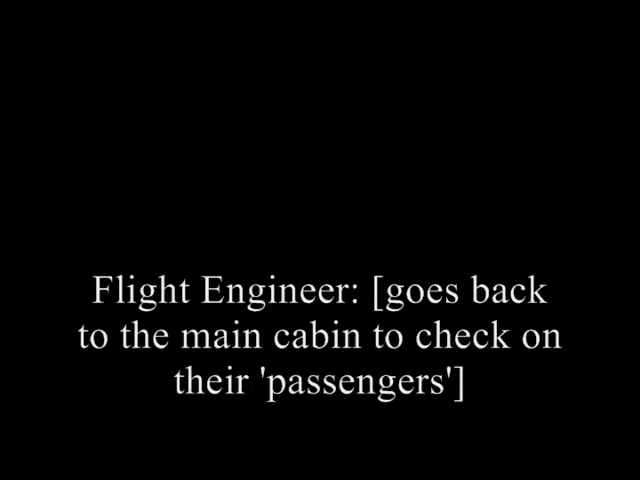 Flight Engineer: [goes back
to the main cabin to check on
their 'passengers']